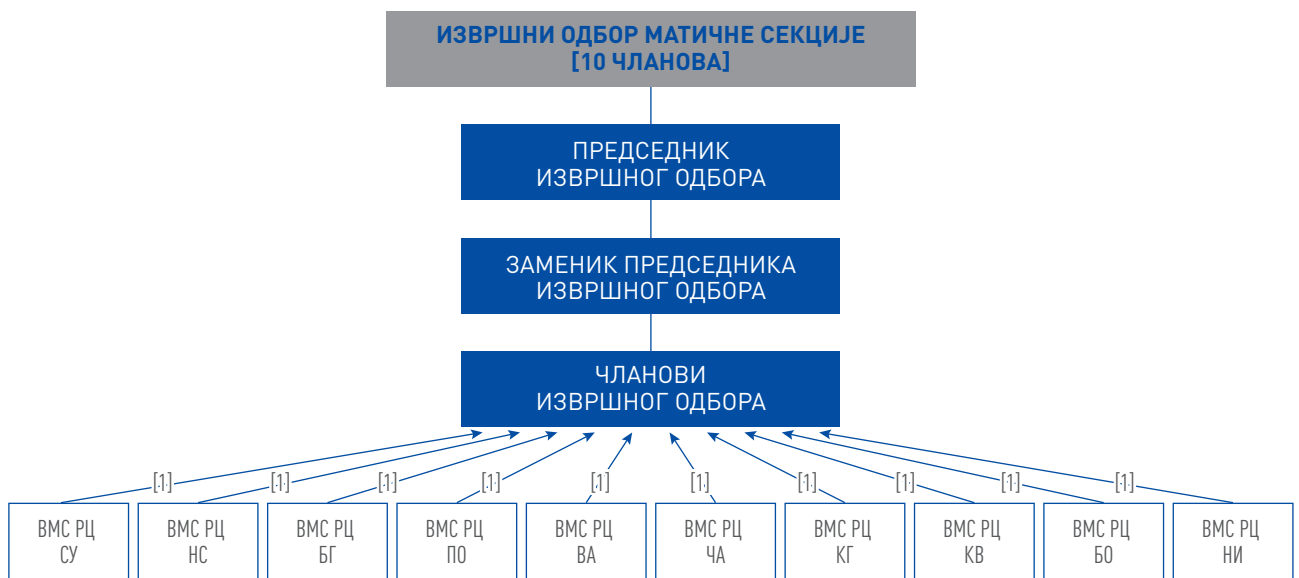 ИЗВРШНИ ОДБОР МАТИЧНЕ СЕКЦИЈЕ
[10 ЧЛАНОВА]
ПРЕДСЕДНИК
ИЗВРШНОГ ОДБОРА
ЗАМЕНИК ПРЕДСЕДНИКА
ИЗВРШНОГ ОДБОРА
ЧЛАНОВИ
ИЗВРШНОГ ОДБОРА
[1] [1] [1] [1] [1] [1] [1] [1] [1] [1]
ВМС РЦ
СУ
ВМС РЦ
НС
ВМС РЦ
БГ
ВМС РЦ
ПО
ВМС РЦ
ВА
ВМС РЦ
ЧА
ВМС РЦ
КГ
ВМС РЦ
КВ
ВМС РЦ
БО
ВМС РЦ
НИ